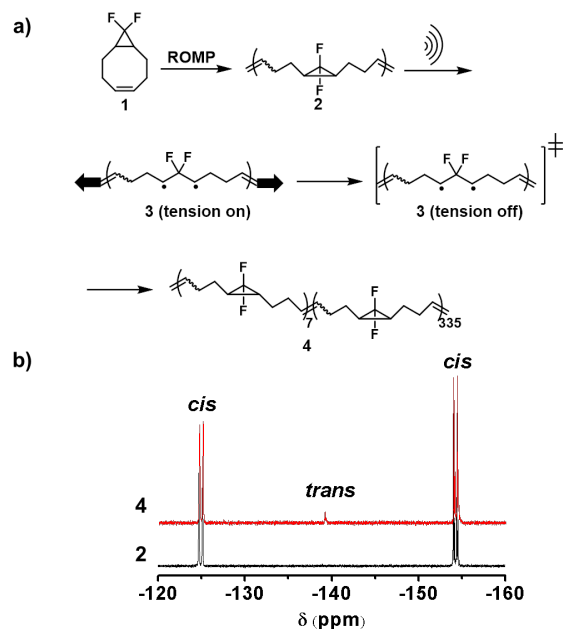 a)
F F
ROMP
1
F
F
2
F F
3 (tension on)
F F
3 (tension off)
F
F
7
F
F
335
4
b)
cis
cis
trans
4
2
-120 -130 -140 -150 -160
δ (ppm)